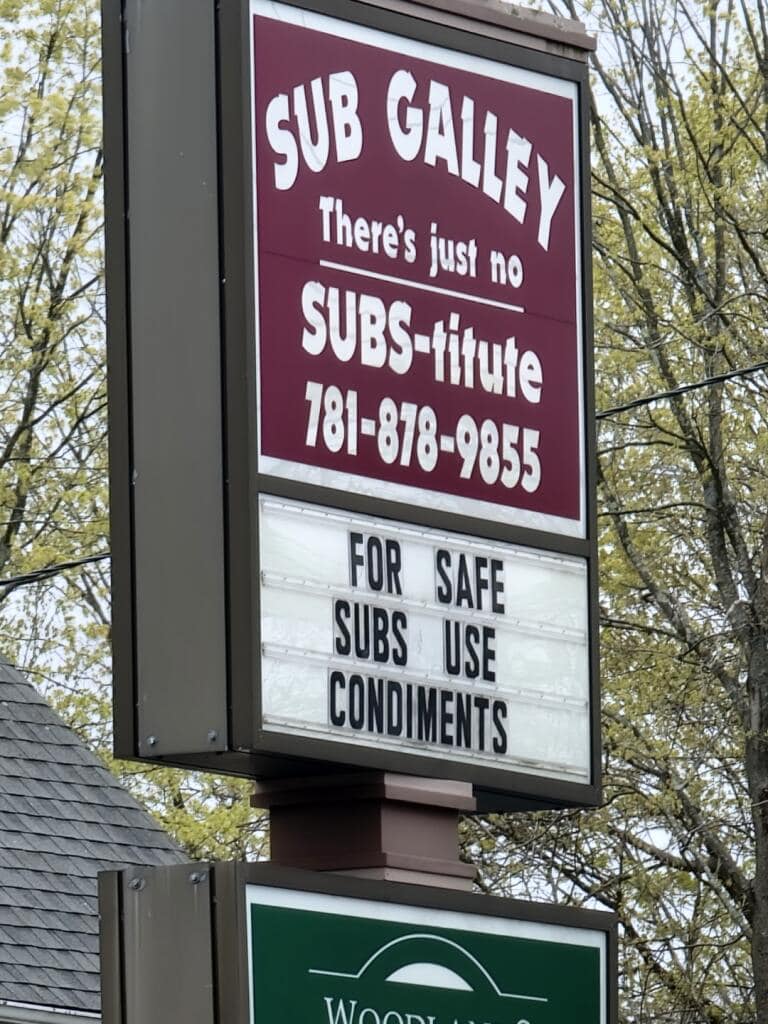 SUB GALLEY
There's just no
SUBS-titute
781-878-9855
FOR SAFE
SUBS USE
CONDIMENTS